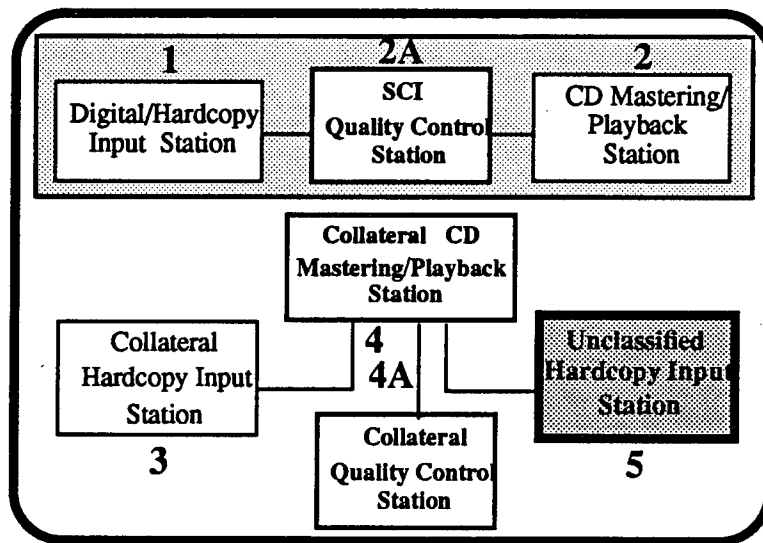 1
2A
2
Digital/Hardcopy
Input Station
SCI
Quality Control
Station
CD Mastering/
Playback
Station
Collateral CD
Mastering/Playback
Station
4
4A
Collateral
Hardcopy Input
Station
3
Collateral
Quality Control
Station
Unclassified
Hardcopy Input
Station
5